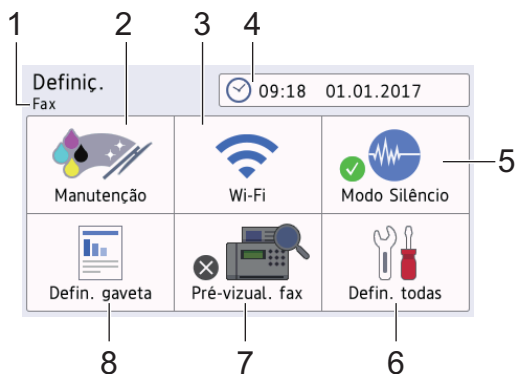 1 2 3 4
Definiç.
Fax
09:18 01.01.2017
Manutenção Wi-Fi Modo Silêncio
5
Defin. gaveta Pré-vizual. fax Defin. todas
8 7 6